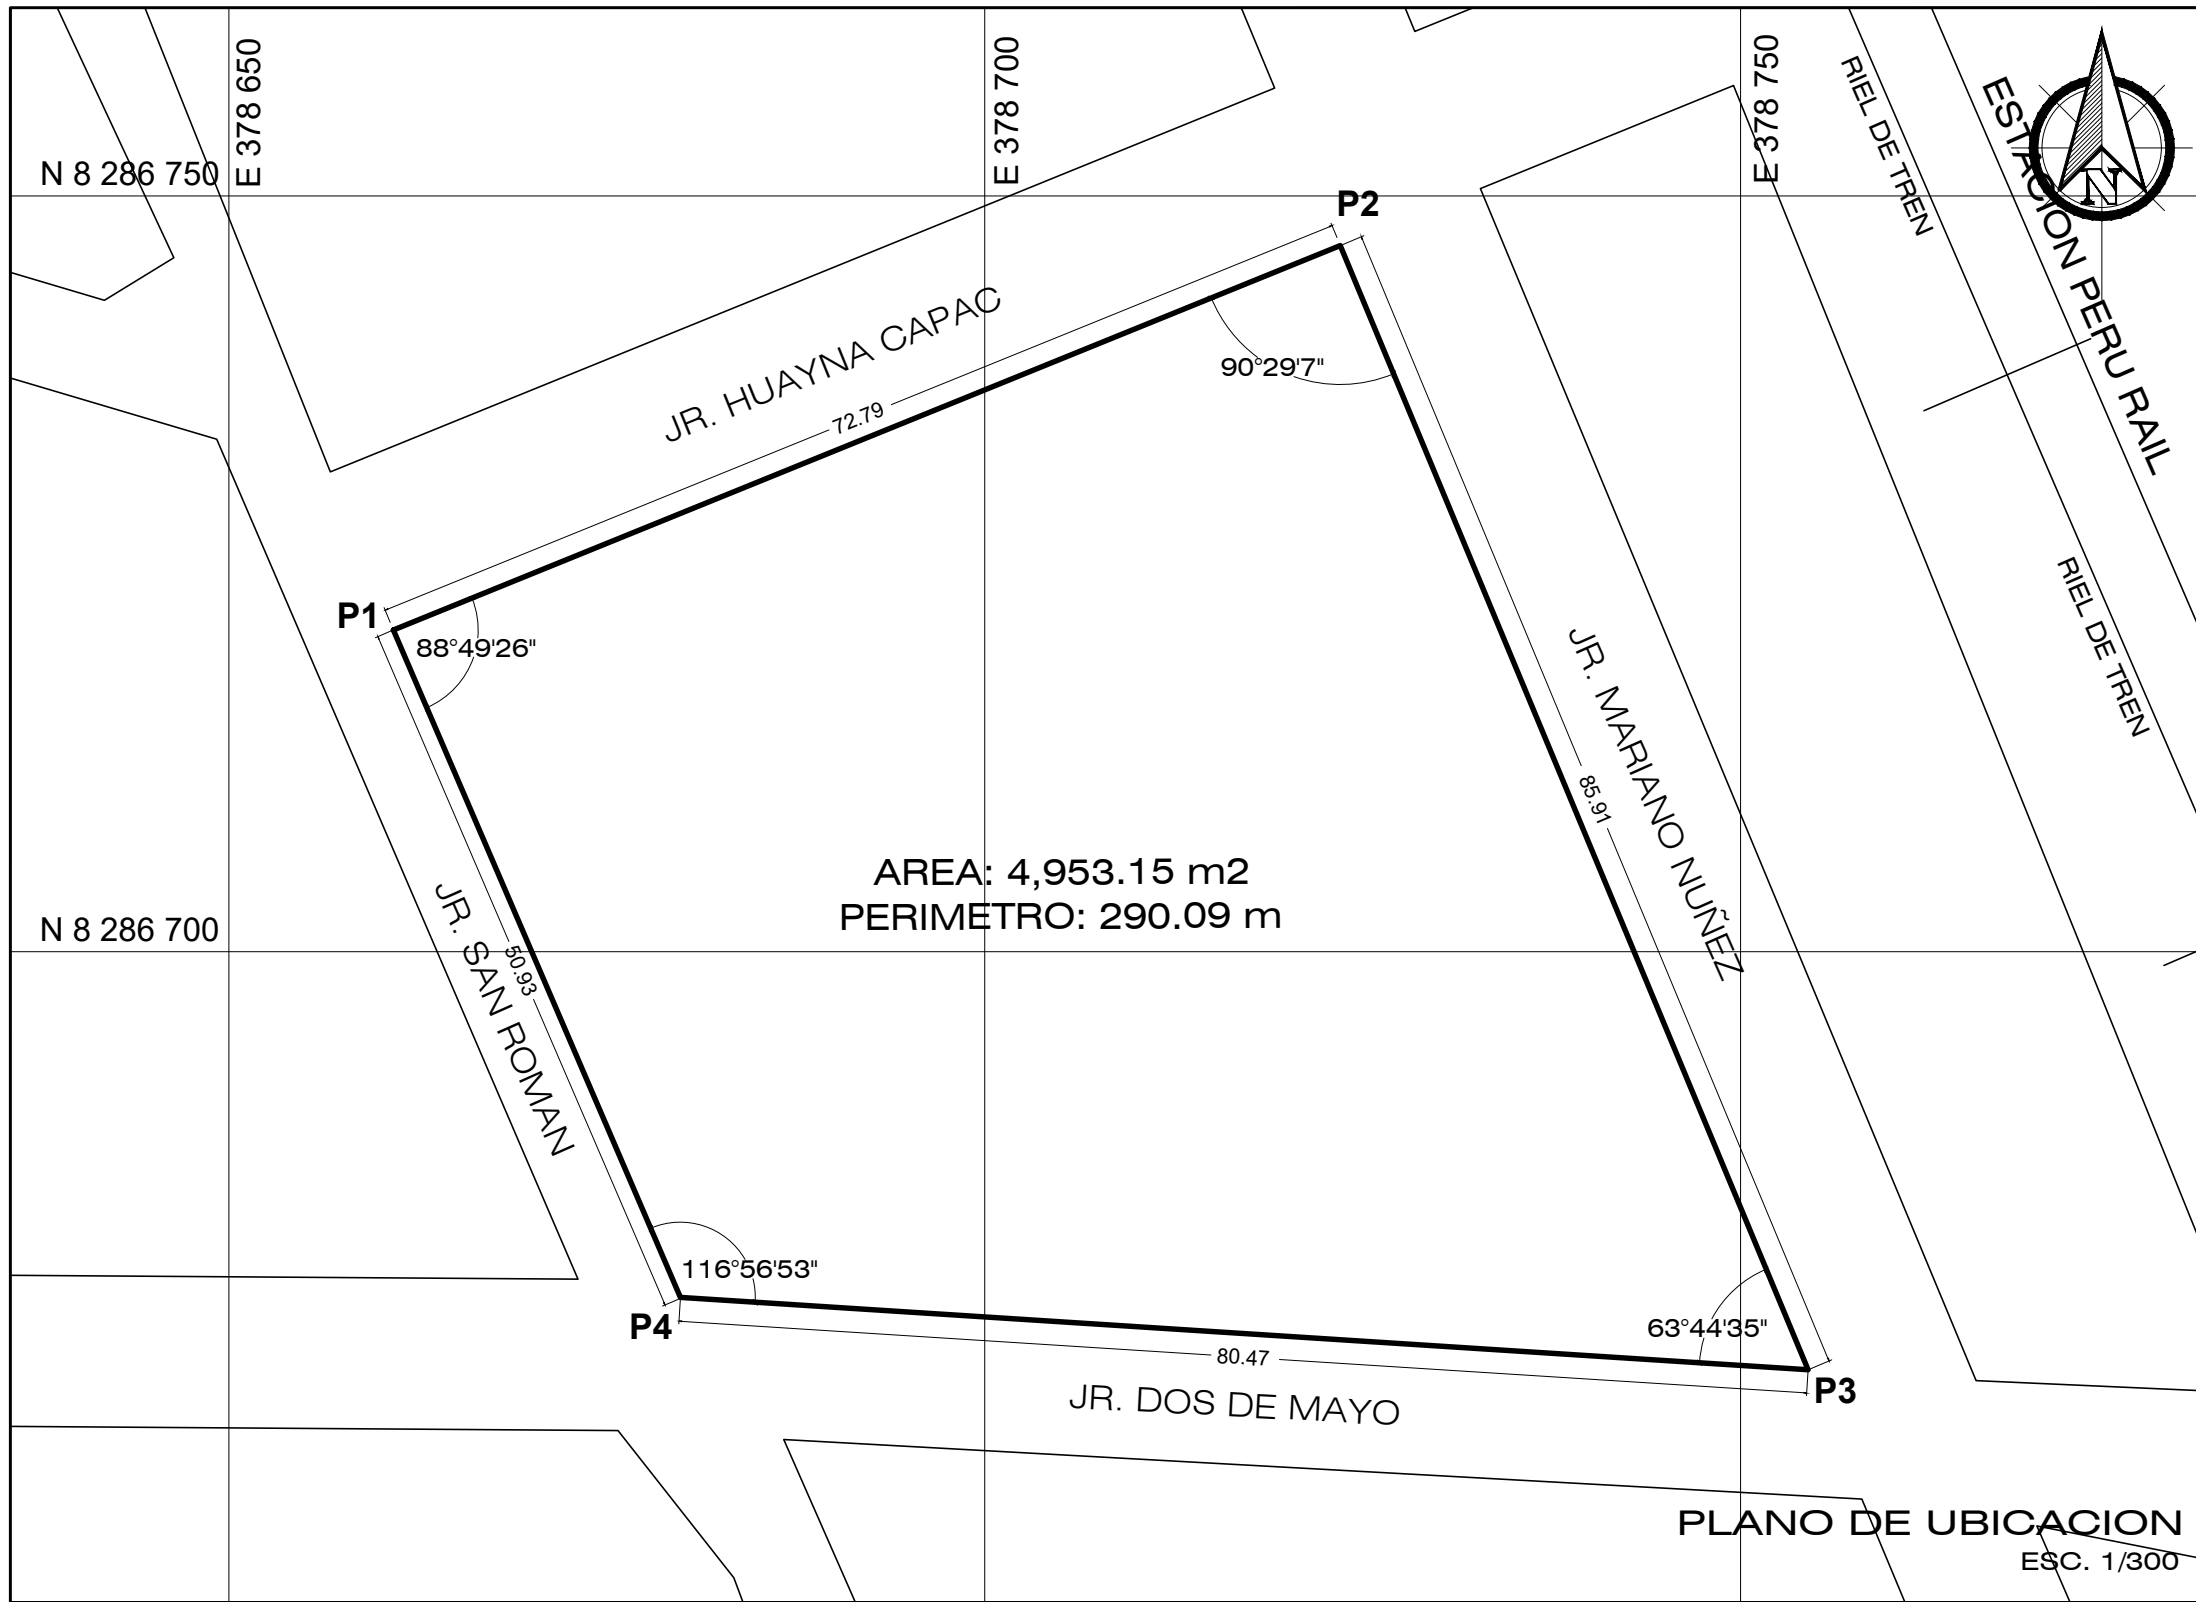 E 378 650
E 378 700
E 378 750
N 8 286 750
RIEL DE TREN
ESTACION PERU RAIL
N
P2
JR. HUAYNA CAPAC
72.79
90°29'7"
P1
88°49'26"
RIEL DE TREN
JR. MARIANO NUÑEZ
85.91
AREA: 4,953.15 m2
PERIMETRO: 290.09 m
N 8 286 700
JR. SAN ROMAN
50.93
116°56'53"
P4
63°44'35"
80.47
P3
JR. DOS DE MAYO
PLANO DE UBICACION
ESC. 1/300